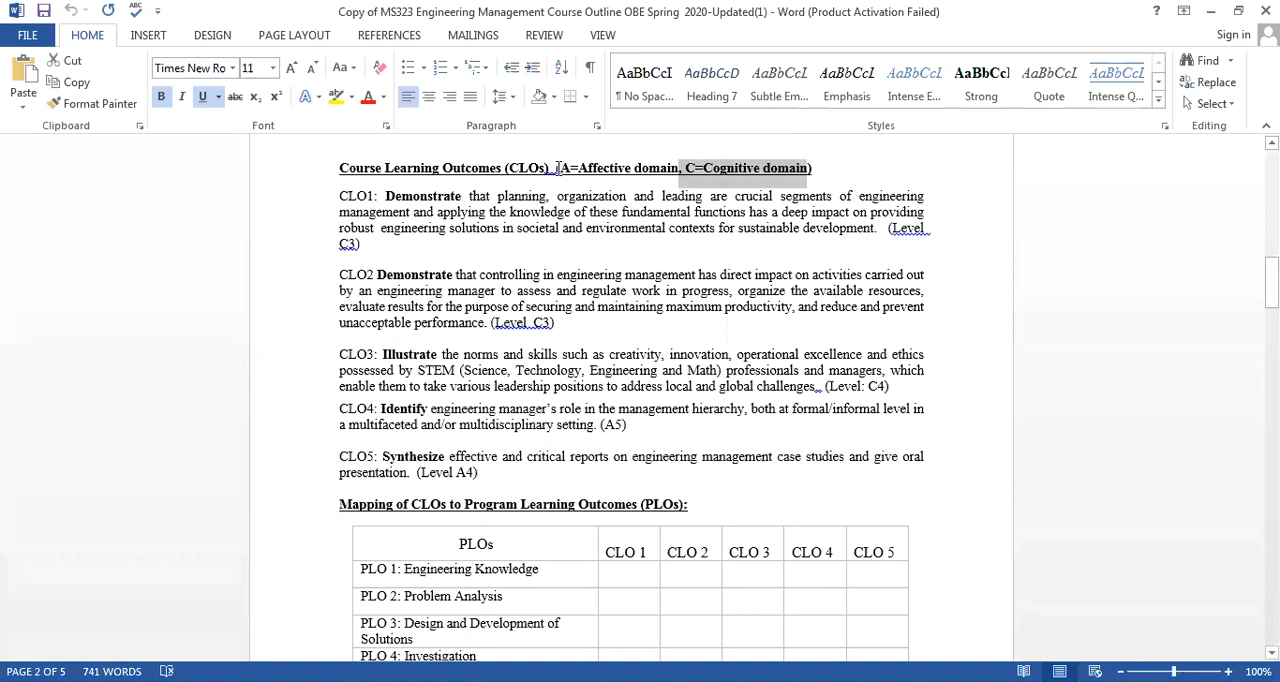 Copy of MS323 Engineering Management Course Outline OBE Spring  2020-Updated(1) - Word (Product Activation Failed)
FILE HOME INSERT DESIGN PAGE LAYOUT REFERENCES MAILINGS REVIEW VIEW Sign in
Cut
Copy
Format Painter
Paste
Clipboard
Times New Ro 11
Font
Paragraph
AaBbCcI AaBbCcD AaBbCcL AaBbCcL AaBbCcL AaBbCcl AaBbCcL AaBbCcL
¶ No Spac... Heading 7 Subtle Em... Emphasis Intense E... Strong Quote Intense Q...
Styles
Find
Replace
Select
Editing
Course Learning Outcomes (CLOs)  (A=Affective domain, C=Cognitive domain)
CLO1: Demonstrate that planning, organization and leading are crucial segments of engineering
management and applying the knowledge of these fundamental functions has a deep impact on providing
robust  engineering solutions in societal and environmental contexts for sustainable development.   (Level
C3)
CLO2 Demonstrate that controlling in engineering management has direct impact on activities carried out
by an engineering manager to assess and regulate work in progress, organize the available resources,
evaluate results for the purpose of securing and maintaining maximum productivity, and reduce and prevent
unacceptable performance. (Level  C3)
CLO3: Illustrate the norms and skills such as creativity, innovation, operational excellence and ethics
possessed by STEM (Science, Technology, Engineering and Math) professionals and managers, which
enable them to take various leadership positions to address local and global challenges.  (Level: C4)
CLO4: Identify engineering manager’s role in the management hierarchy, both at formal/informal level in
a multifaceted and/or multidisciplinary setting. (A5)
CLO5: Synthesize effective and critical reports on engineering management case studies and give oral
presentation.  (Level A4)
Mapping of CLOs to Program Learning Outcomes (PLOs):
PLOs CLO 1 CLO 2 CLO 3 CLO 4 CLO 5
PLO 1: Engineering Knowledge
PLO 2: Problem Analysis
PLO 3: Design and Development of
Solutions
PLO 4: Investigation
PAGE 2 OF 5 741 WORDS 100%